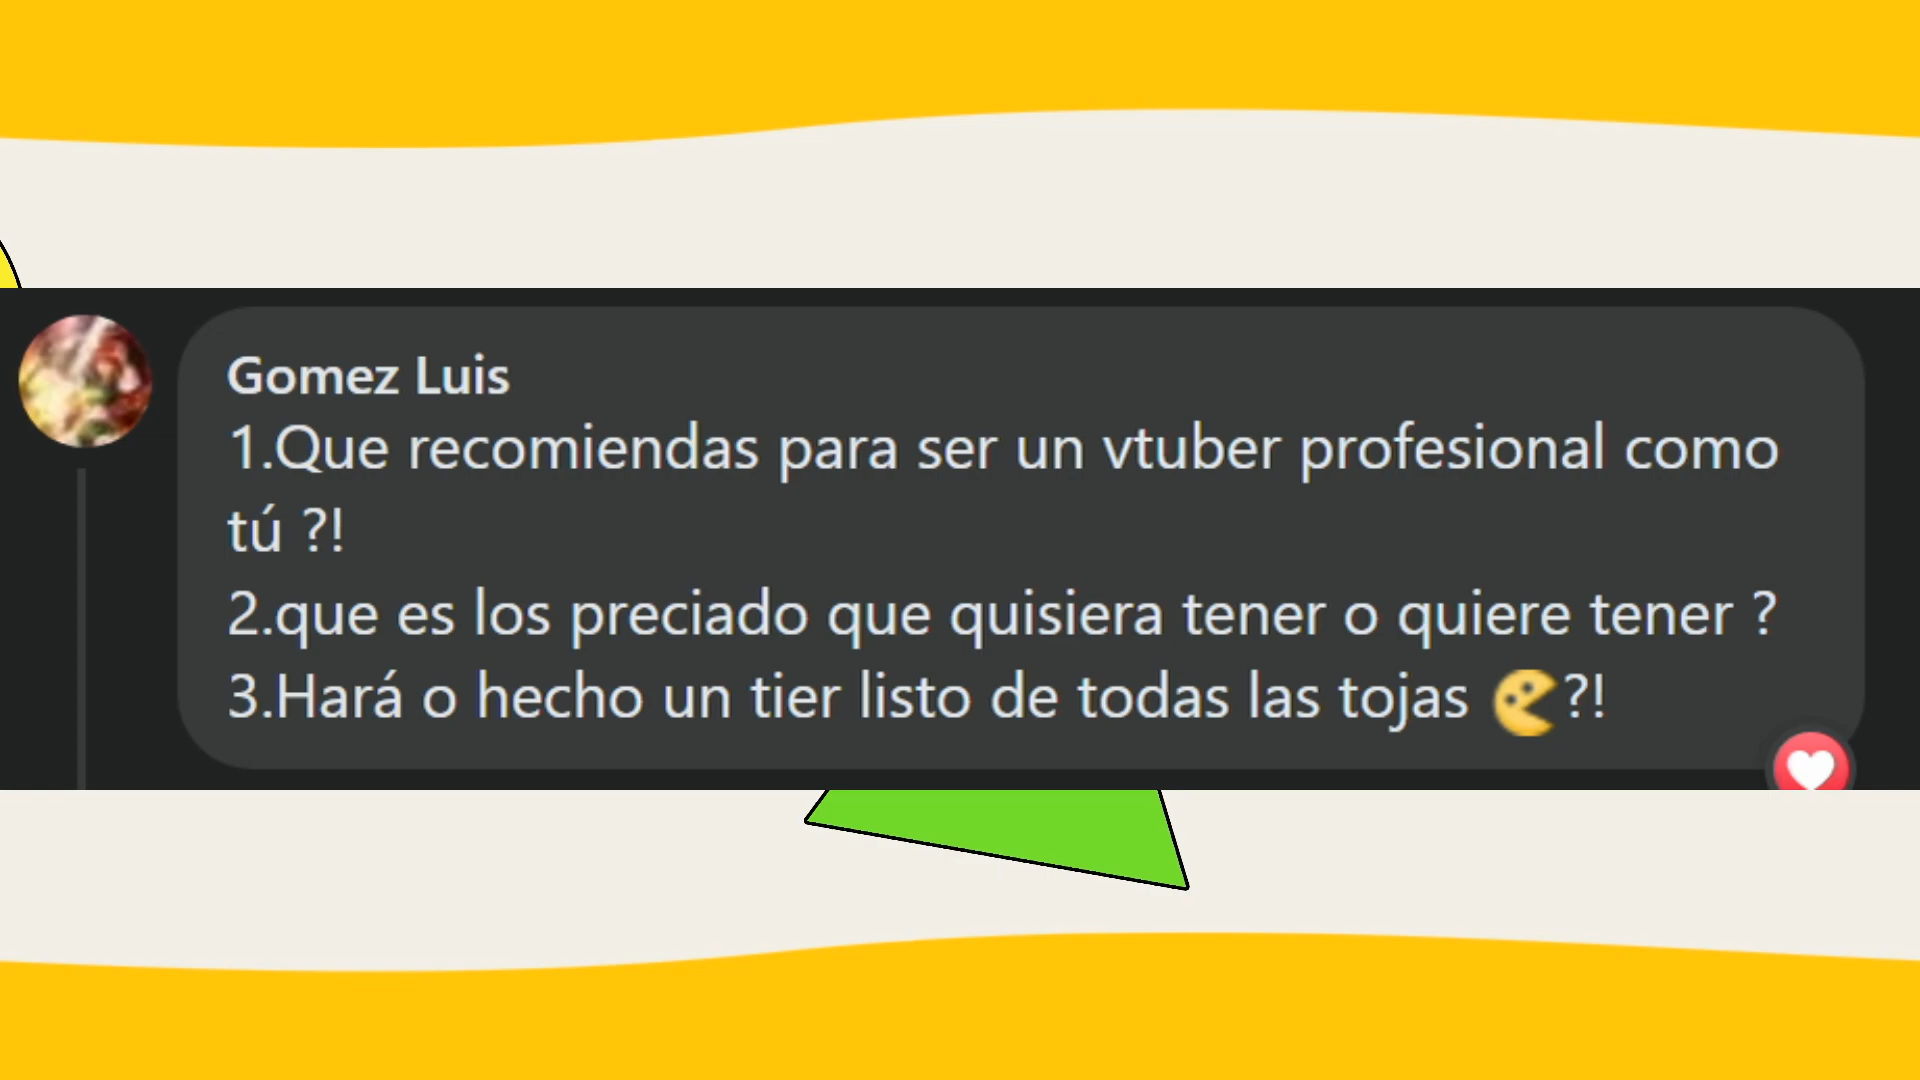 Gomez Luis
1.Que recomiendas para ser un vtuber profesional como
tú ?!
2.que es los preciado que quisiera tener o quiere tener ?
3.Hará o hecho un tier listo de todas las tojas ?!